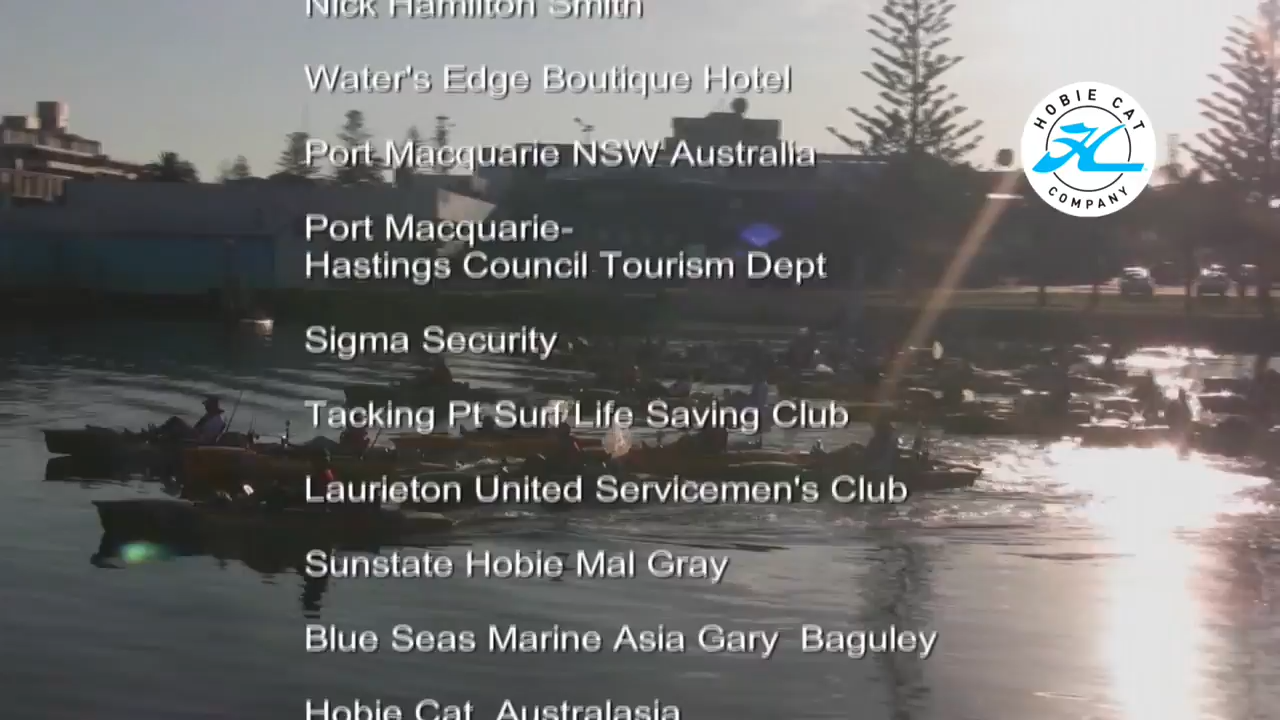 Nick Hamilton Smith
Water's Edge Boutique Hotel
HOBIE CAT
COMPANY
Port Macquarie NSW Australia
Port Macquarie-
Hastings Council Tourism Dept
Sigma Security
Tacking Pt Surf Life Saving Club
Laurieton United Servicemen's Club
Sunstate Hobie Mal Gray
Blue Seas Marine Asia Gary  Baguley
Hobie Cat  Australasia